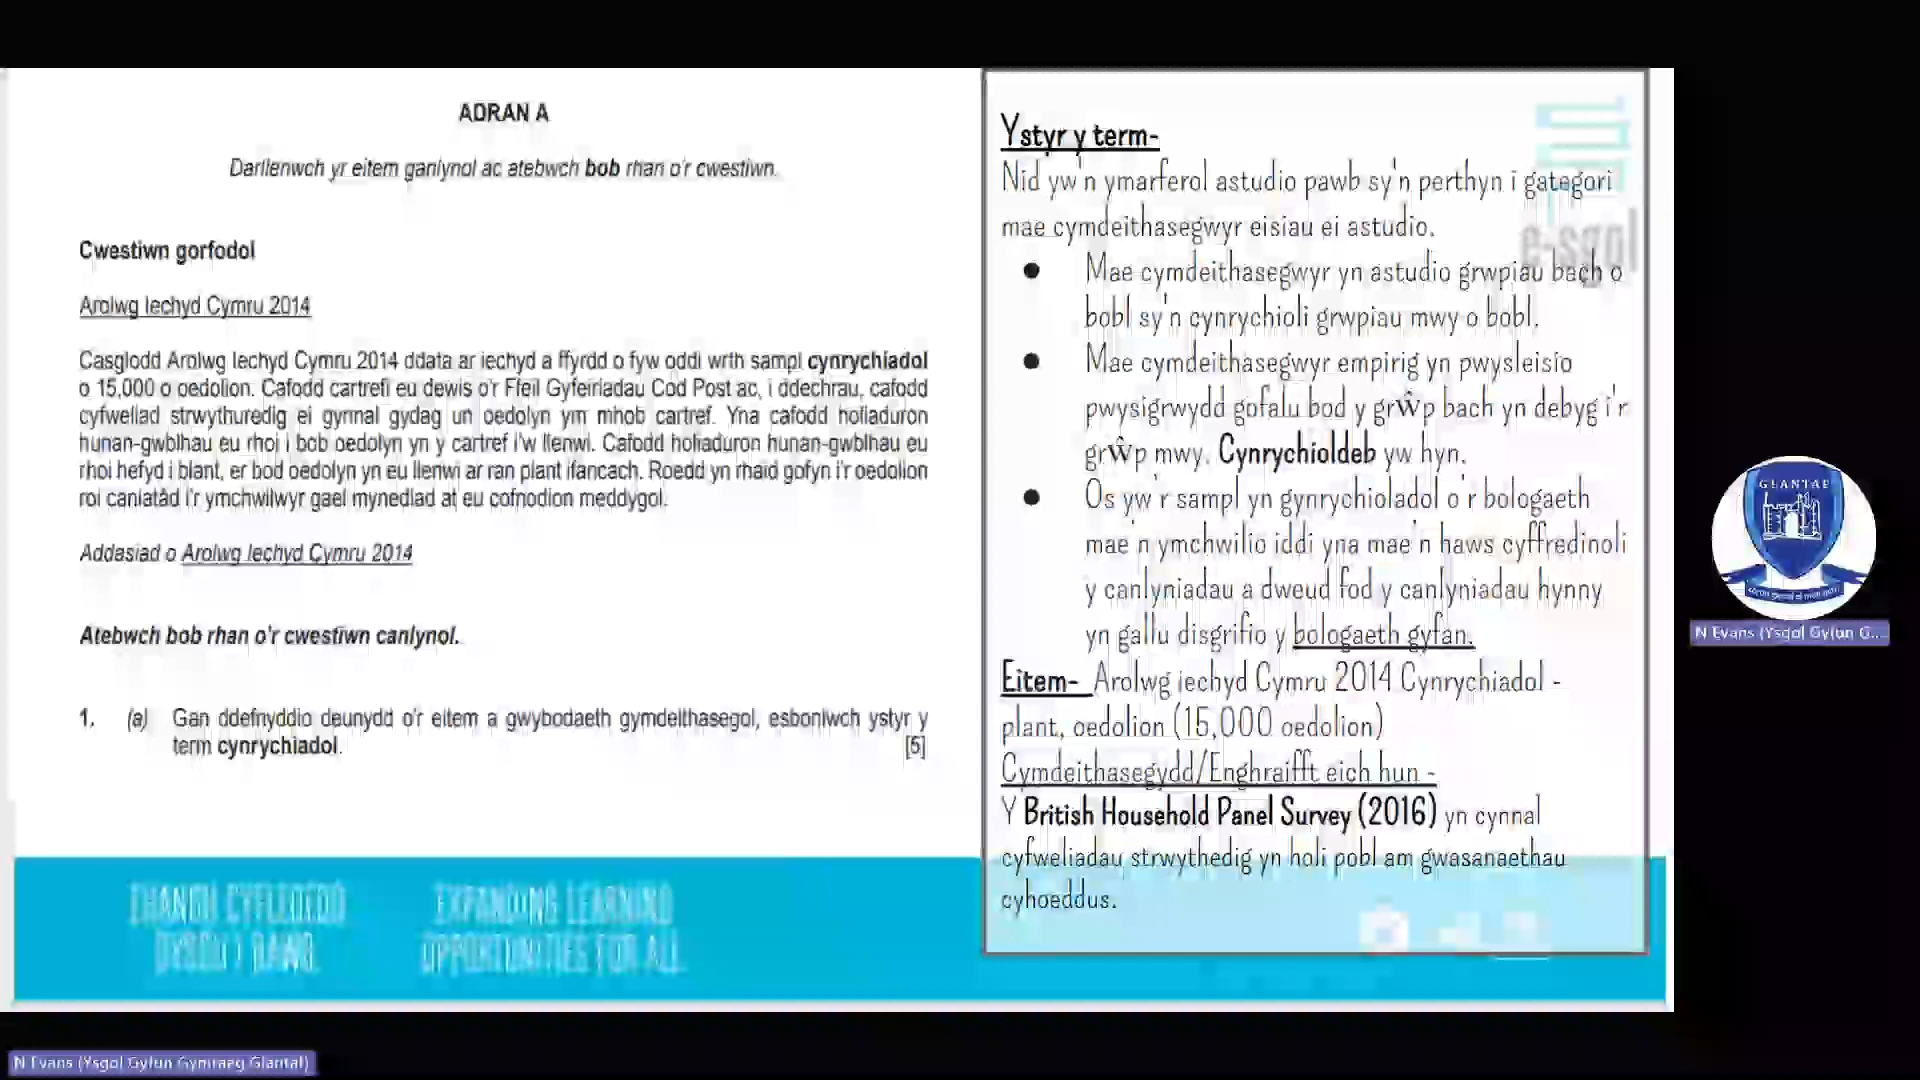 ADRAN A
Darllenwch yr eitem ganlynol ac atebwch bob rhan o'r cwestiwn.
Cwestiwn gorfodol
Arolwg Iechyd Cymru 2014
Casglodd Arolwg Iechyd Cymru 2014 ddata ar iechyd a ffyrdd o fyw oddi wrth sampl cynrychiadol
o 15,000 o oedolion. Cafodd cartrefi eu dewis o'r Ffeil Gyfeiriadau Cod Post ac, i ddechrau, cafodd
cyfweliad strwythuredig ei gynnal gydag un oedolyn ym mhob cartref. Yna cafodd holiaduron
hunan-gwblhau eu rhoi i bob oedolyn yn y cartref i'w llenwi. Cafodd holiaduron hunan-gwblhau eu
rhoi hefyd i blant, er bod oedolyn yn eu llenwi ar ran plant ifancach. Roedd yn rhaid gofyn i'r oedolion
roi caniatâd i'r ymchwilwyr gael mynediad at eu cofnodion meddygol.
Addasiad o Arolwg Iechyd Cymru 2014
Atebwch bob rhan o'r cwestiwn canlynol.
1. (a) Gan ddefnyddio deunydd o'r eitem a gwybodaeth gymdeithasegol, esboniwch ystyr y
term cynrychiadol.
[5]
EHANGU CYFLEOEDD
DYSGU I BAWB
EXPANDING LEARNING
OPPORTUNITIES FOR ALL
Ystyr y term-
Nid yw'n ymarferol astudio pawb sy'n perthyn i gategori
mae cymdeithasegwyr eisiau ei astudio.
● Mae cymdeithasegwyr yn astudio grwpiau bach o
bobl sy'n cynrychioli grwpiau mwy o bobl.
● Mae cymdeithasegwyr empirig yn pwysleisio
pwysigrwydd gofalu bod y grŵp bach yn debyg i'r
grŵp mwy. Cynrychioldeb yw hyn.
● Os yw'r sampl yn gynrychioladol o'r bologaeth
mae'n ymchwilio iddi yna mae'n haws cyffredinoli
y canlyniadau a dweud fod y canlyniadau hynny
yn gallu disgrifio y bologaeth gyfan.
Eitem- Arolwg iechyd Cymru 2014 Cynrychiadol -
plant, oedolion (15,000 oedolion)
Cymdeithasegydd/Enghraifft eich hun -
Y British Household Panel Survey (2016) yn cynnal
cyfweliadau strwythedig yn holi pobl am gwasanaethau
cyhoeddus.
e-sgol
GLANTAF
N Evans (Ysgol Gyfun G...
N Evans (Ysgol Gyfun Gymraeg Glantaf)